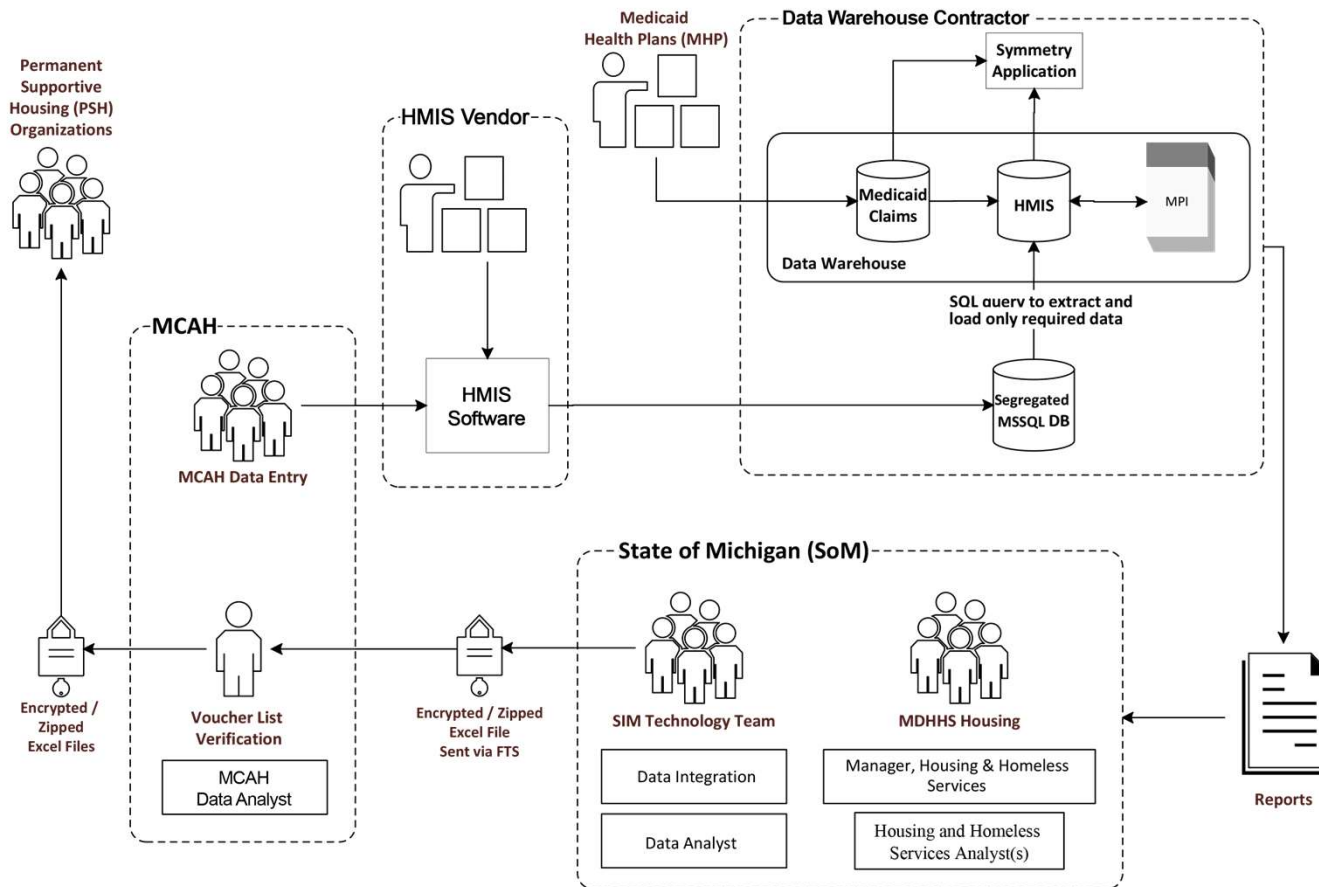 Permanent
Supportive
Housing (PSH)
Organizations
HMIS Vendor
Medicaid
Health Plans (MHP)
Data Warehouse Contractor
Symmetry
Application
Medicaid
Claims
HMIS
MPI
Data Warehouse
SQL query to extract and
load only required data
Segregated
MSSQL DB
MCAH
MCAH Data Entry
HMIS
Software
State of Michigan (SoM)
Encrypted /
Zipped
Excel Files
Voucher List
Verification
MCAH
Data Analyst
Encrypted / Zipped
Excel File
Sent via FTS
SIM Technology Team
Data Integration
Data Analyst
MDHHS Housing
Manager, Housing & Homeless
Services
Housing and Homeless
Services Analyst(s)
Reports